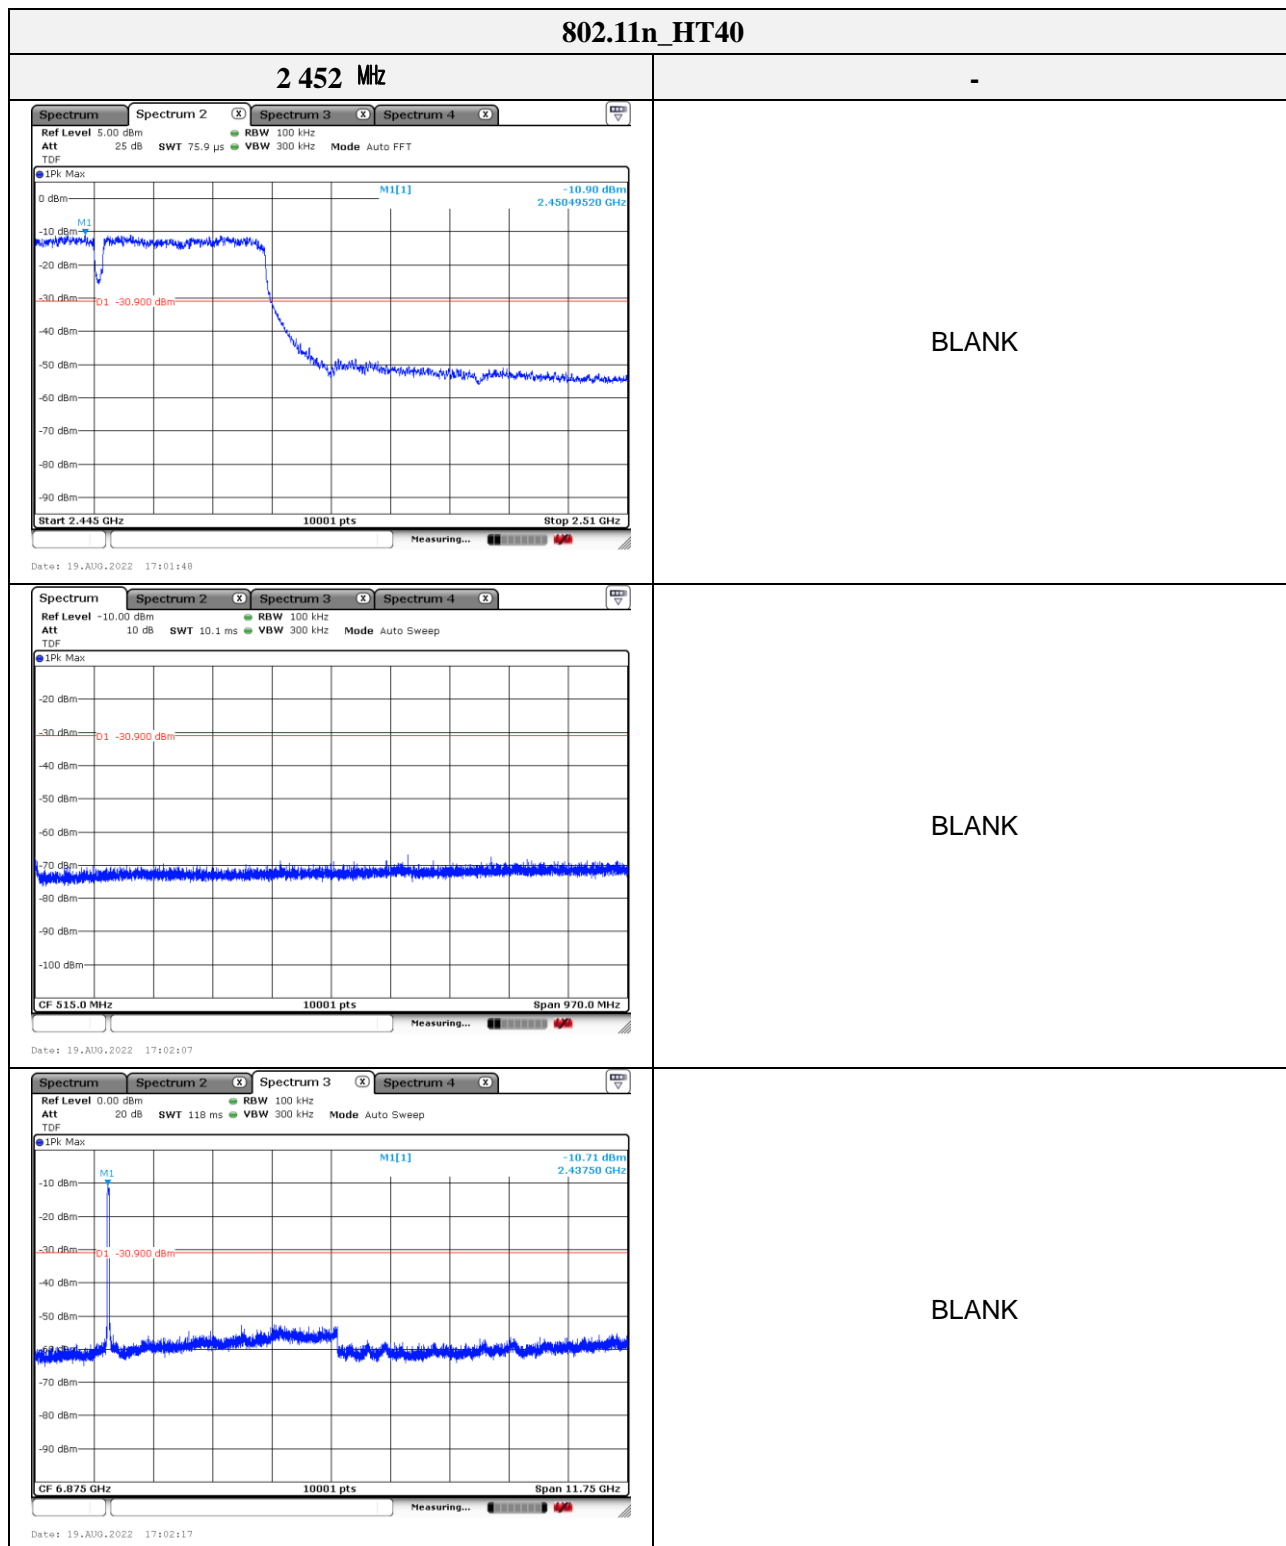 802.11n_HT40
2 452 ㎒ -
Spectrum Spectrum 2 X Spectrum 3 X Spectrum 4 X
Ref Level 5.00 dBm RBW 100 kHz
Att 25 dB SWT 75.9 µs VBW 300 kHz Mode Auto FFT
TDF
1Pk Max
M1[1] -10.90 dBm
2.45049520 GHz
0 dBm
M1
-10 dBm
-20 dBm
-30 dBm
D1 -30.900 dBm
-40 dBm
-50 dBm
-60 dBm
-70 dBm
-80 dBm
-90 dBm
Start 2.445 GHz 10001 pts Stop 2.51 GHz
Measuring...
Date: 19.AUG.2022 17:01:48
BLANK
Spectrum Spectrum 2 X Spectrum 3 X Spectrum 4 X
Ref Level -10.00 dBm RBW 100 kHz
Att 10 dB SWT 10.1 ms VBW 300 kHz Mode Auto Sweep
TDF
1Pk Max
-20 dBm
-30 dBm
D1 -30.900 dBm
-40 dBm
-50 dBm
-60 dBm
-70 dBm
-80 dBm
-90 dBm
-100 dBm
CF 515.0 MHz 10001 pts Span 970.0 MHz
Measuring...
Date: 19.AUG.2022 17:02:07
BLANK
Spectrum Spectrum 2 X Spectrum 3 X Spectrum 4 X
Ref Level 0.00 dBm RBW 100 kHz
Att 20 dB SWT 118 ms VBW 300 kHz Mode Auto Sweep
TDF
1Pk Max
M1[1] -10.71 dBm
2.43750 GHz
M1
-10 dBm
-20 dBm
-30 dBm
D1 -30.900 dBm
-40 dBm
-50 dBm
-60 dBm
-70 dBm
-80 dBm
-90 dBm
CF 6.875 GHz 10001 pts Span 11.75 GHz
Measuring...
Date: 19.AUG.2022 17:02:17
BLANK